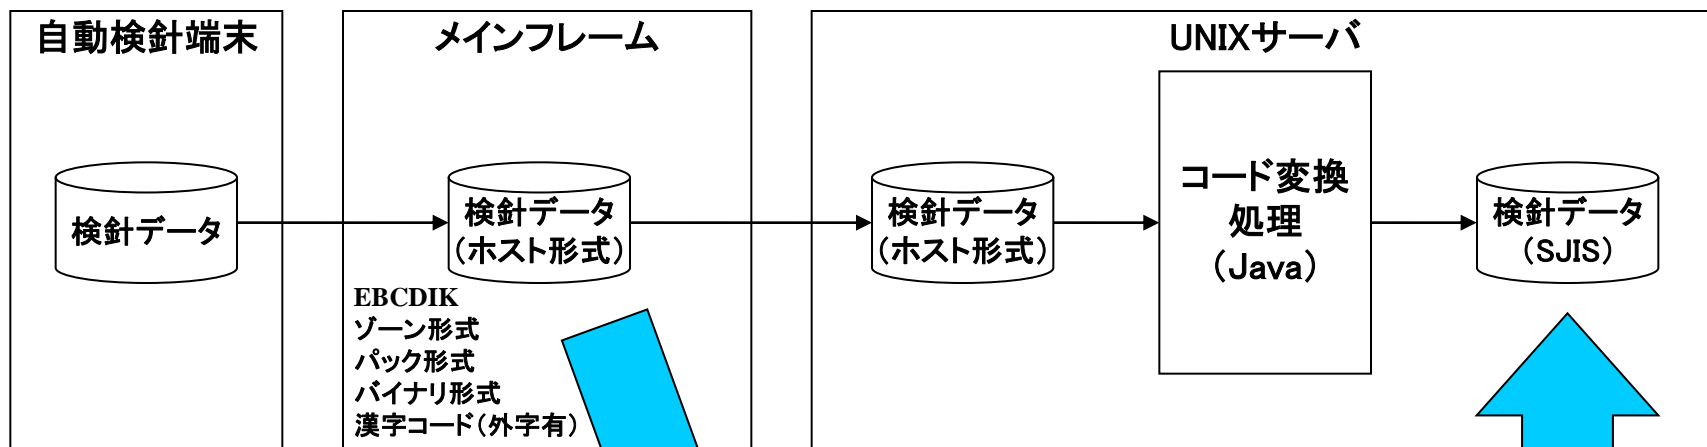 自動検針端末
メインフレーム
UNIXサーバ
検針データ
検針データ
（ホスト形式）
検針データ
（ホスト形式）
コード変換
処理
（Java）
検針データ
（SJIS）
EBCDIK
ゾーン形式
パック形式
バイナリ形式
漢字コード（外字有）